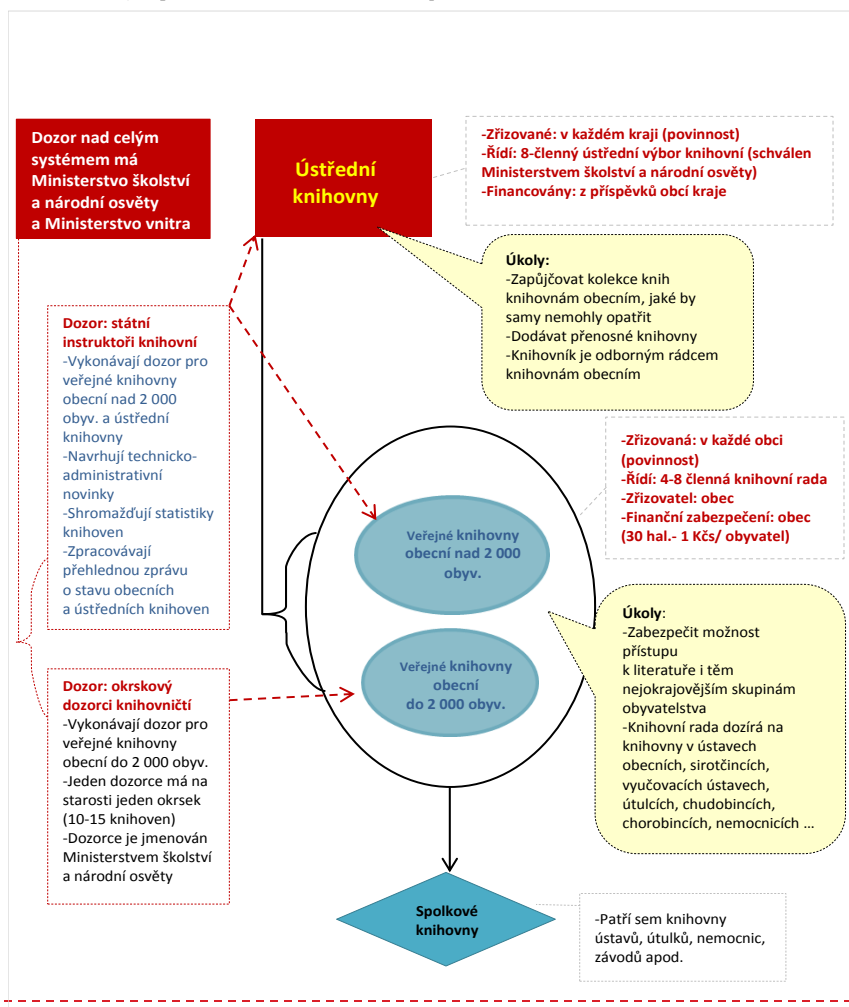 Dozor nad celým
systémem má
Ministerstvo školství
a národní osvěty
a Ministerstvo vnitra
Ústřední
knihovny
-Zřizované: v každém kraji (povinnost)
-Řídí: 8-členný ústřední výbor knihovní (schválen
Ministerstvem školství a národní osvěty)
-Financovány: z příspěvků obcí kraje
Úkoly:
-Zapůjčovat kolekce knih
knihovnám obecním, jaké by
samy nemohly opatřit
-Dodávat přenosné knihovny
-Knihovník je odborným rádcem
knihovnám obecním
Dozor: státní
instruktoři knihovní
-Vykonávají dozor pro
veřejné knihovny
obecní nad 2 000
obyv. a ústřední
knihovny
-Navrhují technicko-
administrativní
novinky
-Shromažďují statistiky
knihoven
-Zpracovávají
přehlednou zprávu
o stavu obecních
a ústředních knihoven
-Zřizovaná: v každé obci
(povinnost)
-Řídí: 4-8 členná knihovní rada
-Zřizovatel: obec
-Finanční zabezpečení: obec
(30 hal.- 1 Kčs/ obyvatel)
Veřejné knihovny
obecní nad 2 000
obyv.
Veřejné knihovny
obecní
do 2 000 obyv.
Úkoly:
-Zabezpečit možnost
přístupu
k literatuře i těm
nejokrajovějším skupinám
obyvatelstva
-Knihovní rada dozírá na
knihovny v ústavech
obecních, sirotčincích,
vyučovacích ústavech,
útulcích, chudobincích,
chorobincích, nemocnicích …
Dozor: okrskový
dozorci knihovničtí
-Vykonávají dozor pro
veřejné knihovny
obecní do 2 000 obyv.
-Jeden dozorce má na
starosti jeden okrsek
(10-15 knihoven)
-Dozorce je jmenován
Ministerstvem školství
a národní osvěty
Spolkové
knihovny
-Patří sem knihovny
ústavů, útulků, nemocnic,
závodů apod.